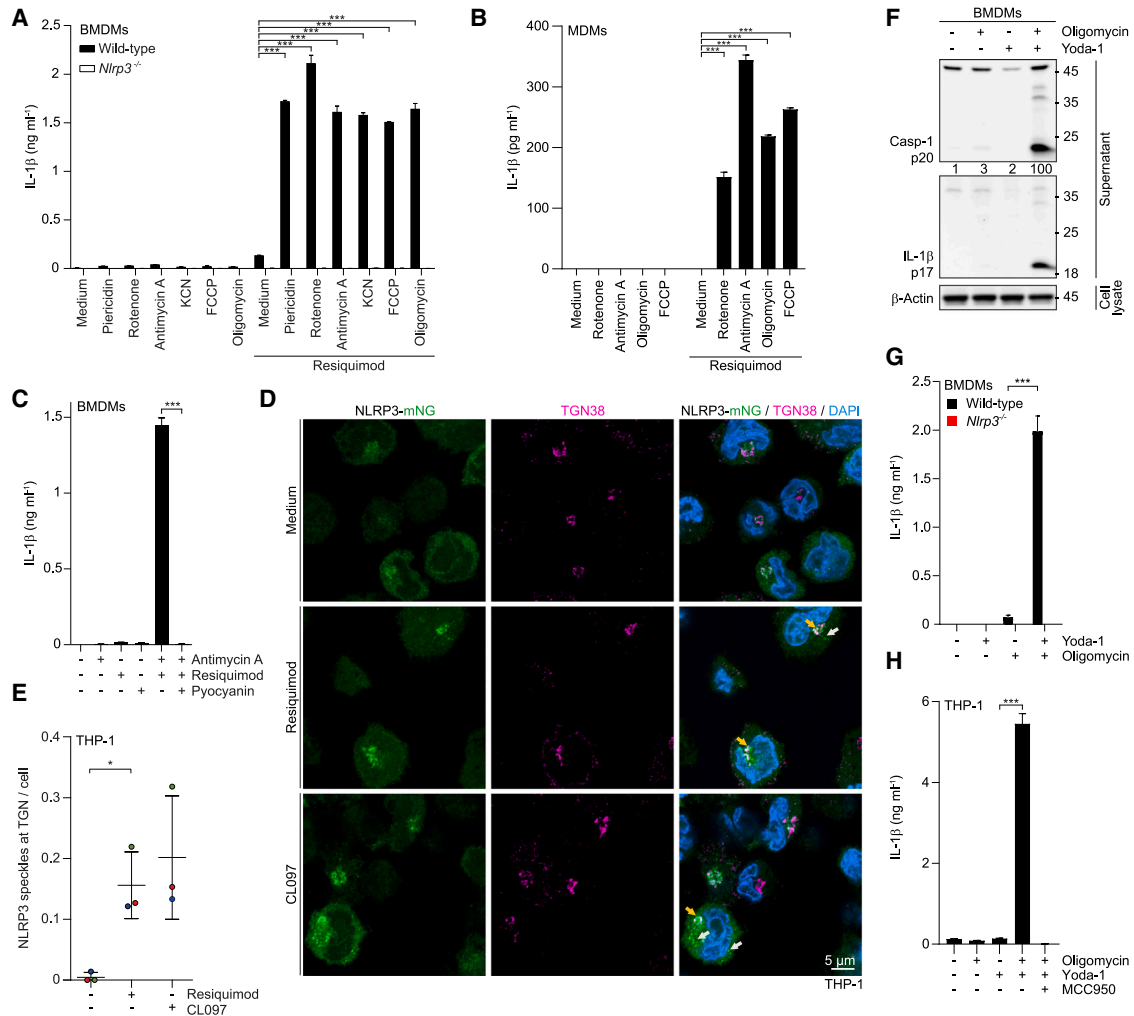 A
BMDMs
Wild-type
Nlrp3-/-
IL-1β (ng ml-1)
2.5
2
1.5
1
0.5
0
***
***
***
***
***
***
Medium
Piericidin
Rotenone
Antimycin A
KCN
FCCP
Oligomycin
Medium
Piericidin
Rotenone
Antimycin A
KCN
FCCP
Oligomycin
Resiquimod
B
MDMs
IL-1β (pg ml-1)
400
300
200
100
0
***
***
***
***
Medium
Rotenone
Antimycin A
Oligomycin
FCCP
Medium
Rotenone
Antimycin A
Oligomycin
FCCP
Resiquimod
F
BMDMs
- + - + Oligomycin
- - + + Yoda-1
45
35
25
Casp-1
p20
1 3 2 100
35
IL-1β
p17
18
Supernatant
β-Actin
45
Cell
lysate
C
BMDMs
IL-1β (ng ml-1)
1.5
1
0.5
0
***
- + - - + + Antimycin A
- - + - + + Resiquimod
- - - + - + Pyocyanin
D
NLRP3-mNG
TGN38
NLRP3-mNG / TGN38 / DAPI
Medium
Resiquimod
CL097
5 µm
THP-1
E
THP-1
NLRP3 speckles at TGN / cell
0.4
0.3
0.2
0.1
0
*
- + - Resiquimod
- - + CL097
G
BMDMs
Wild-type
Nlrp3-/-
IL-1β (ng ml-1)
2.5
2.0
1.5
1.0
0.5
0
***
- + - + Yoda-1
- - + + Oligomycin
H
THP-1
IL-1β (ng ml-1)
6
4
2
0
***
- + - + + Oligomycin
- - + + + Yoda-1
- - - - + MCC950